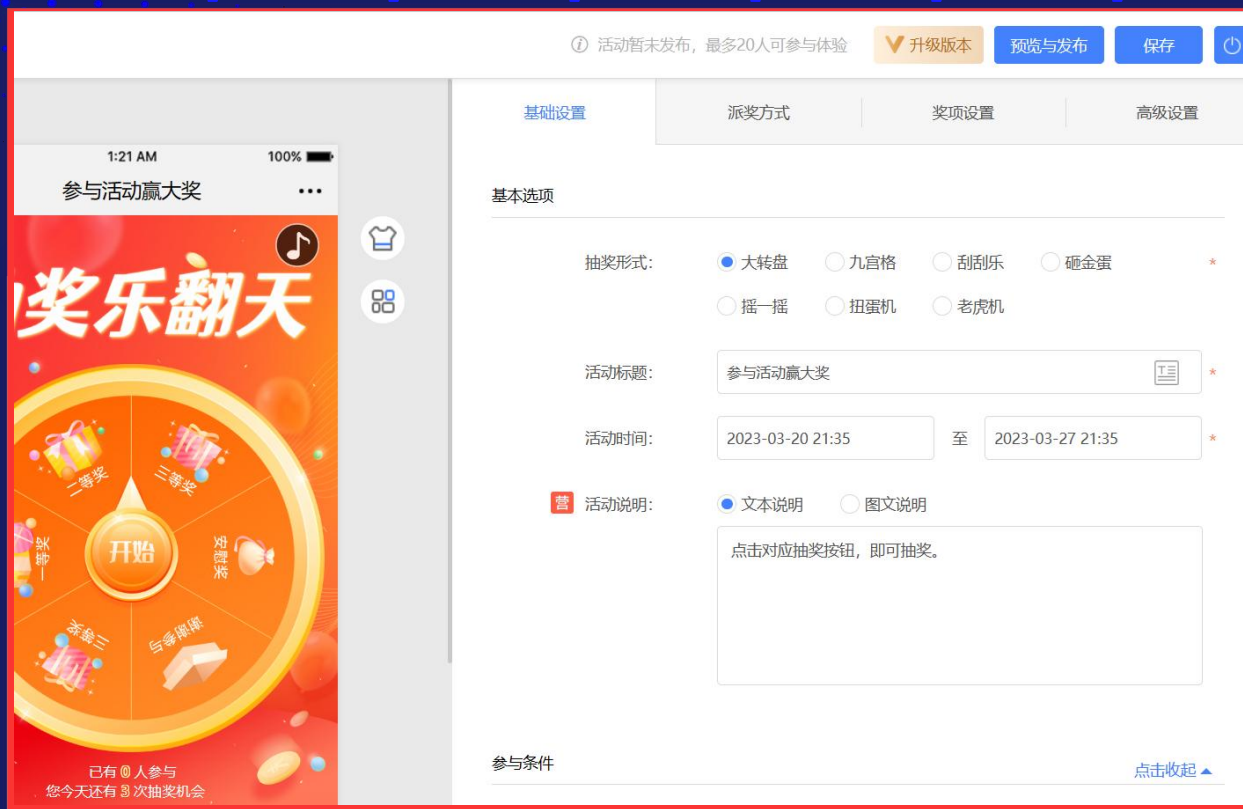 活动暂未发布，最多20人可参与体验
升级版本
预览与发布
保存
基础设置
派奖方式
奖项设置
高级设置
1:21 AM
100%
参与活动赢大奖
奖乐翻天
二等奖
三等奖
一等奖
开始
安慰奖
三等奖
谢谢参与
已有0人参与
您今天还有3次抽奖机会
基本选项
抽奖形式:
大转盘
九宫格
刮刮乐
砸金蛋
*
摇一摇
扭蛋机
老虎机
活动标题:
参与活动赢大奖
*
活动时间:
2023-03-20 21:35
至
2023-03-27 21:35
*
营
活动说明:
文本说明
图文说明
点击对应抽奖按钮，即可抽奖。
参与条件
点击收起